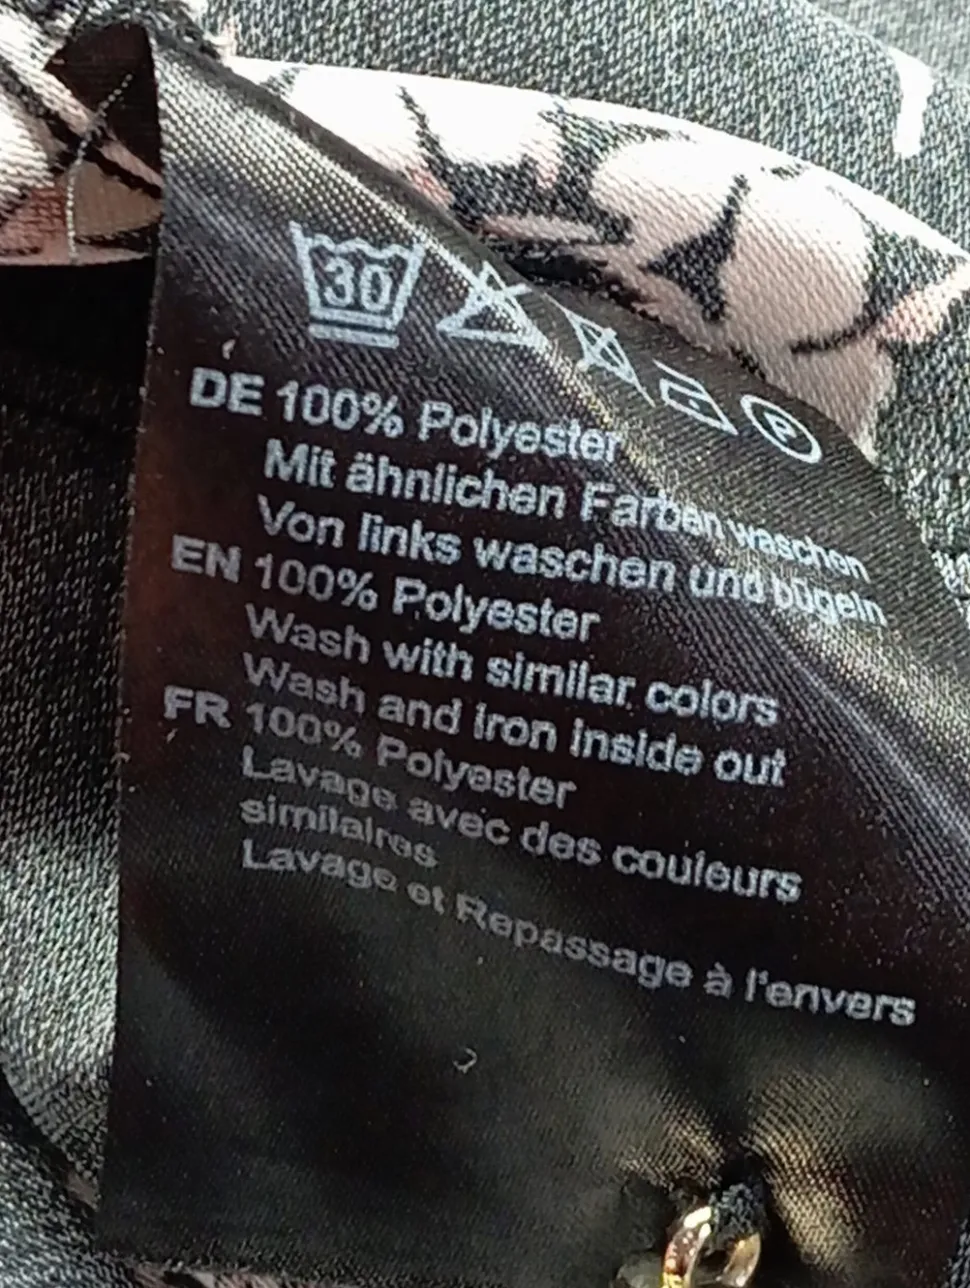 30
P
DE 100% Polyester
Mit ähnlichen Farben waschen
Von links waschen und bügeln
EN 100% Polyester
Wash with similar colors
Wash and iron inside out
FR 100% Polyester
Lavage avec des couleurs
similaires
Lavage et Repassage à l'envers